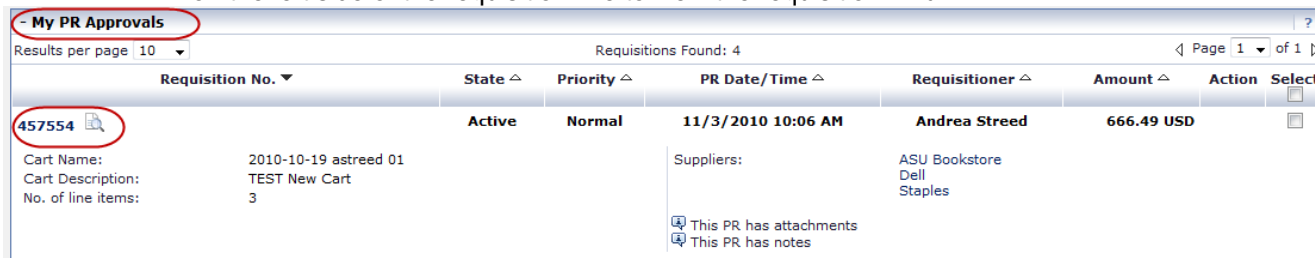 - My PR Approvals ?
Results per page 10 Requisitions Found: 4 Page 1 of 1
Requisition No. State Priority PR Date/Time Requisitioner Amount Action Select
457554 Active Normal 11/3/2010 10:06 AM Andrea Streed 666.49 USD
Cart Name: 2010-10-19 astreed 01 Suppliers: ASU Bookstore
Cart Description: TEST New Cart Dell
No. of line items: 3 Staples
This PR has attachments
This PR has notes